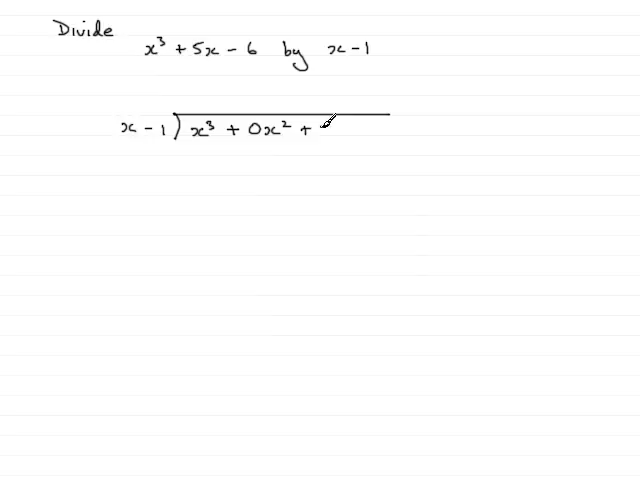 Divide
x³ + 5x - 6 by x - 1
x - 1 ) x³ + 0x² +